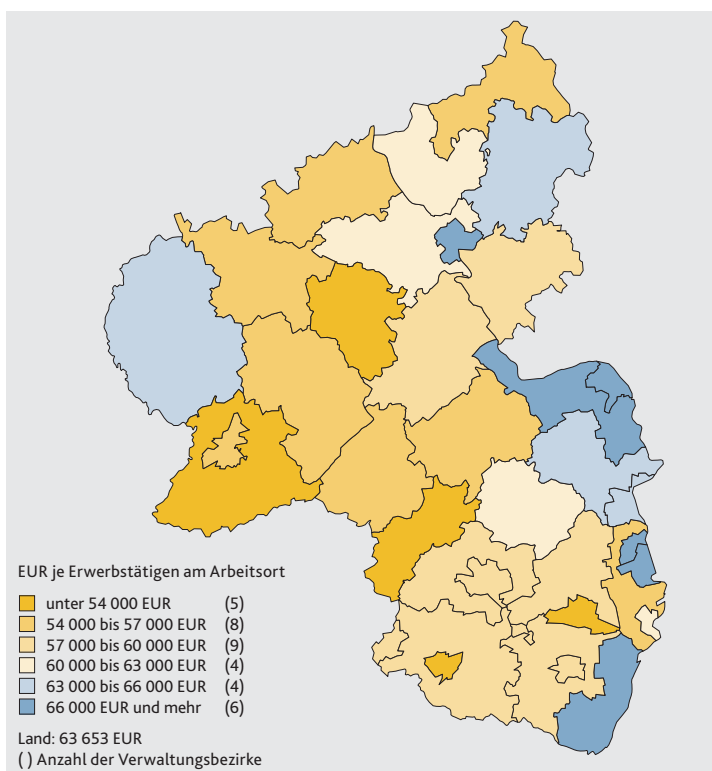 EUR je Erwerbstätigen am Arbeitsort
unter 54 000 EUR (5)
54 000 bis 57 000 EUR (8)
57 000 bis 60 000 EUR (9)
60 000 bis 63 000 EUR (4)
63 000 bis 66 000 EUR (4)
66 000 EUR und mehr (6)
Land: 63 653 EUR
( ) Anzahl der Verwaltungsbezirke